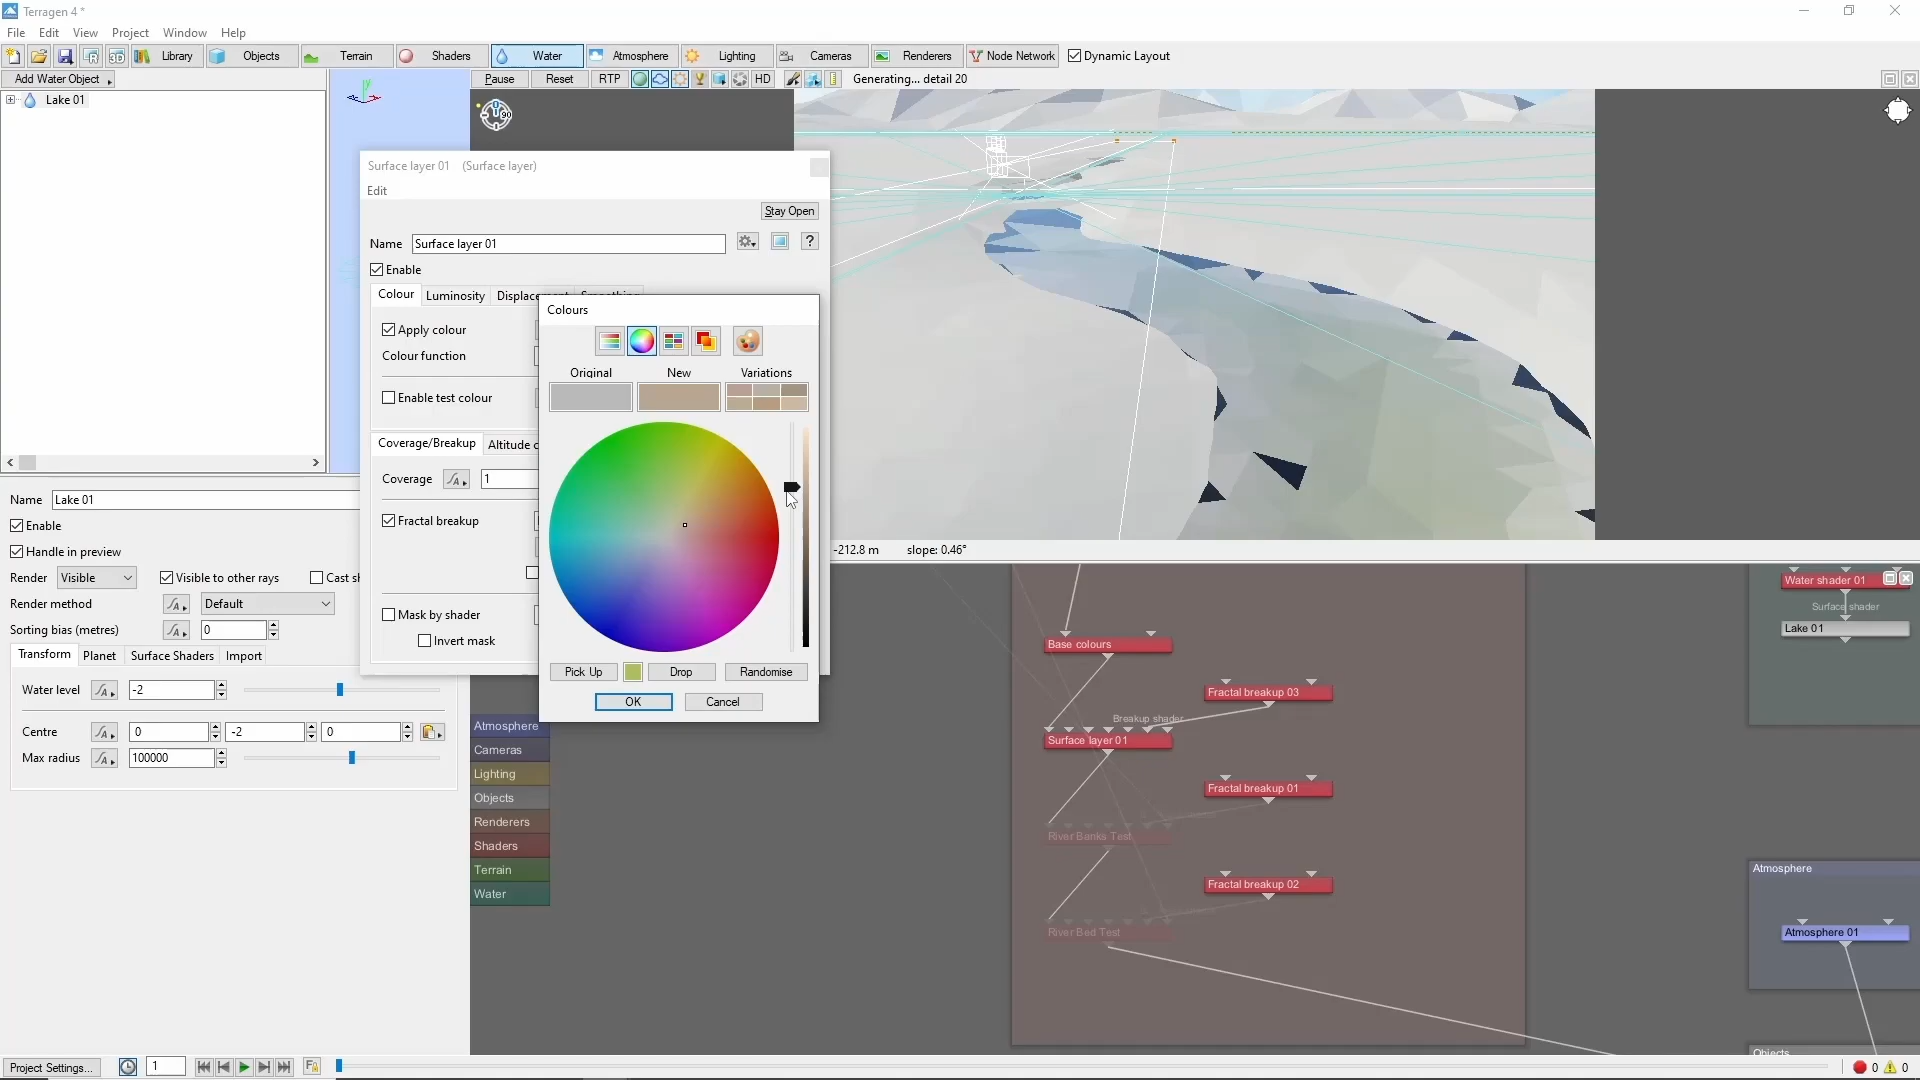 Terragen 4 *
File Edit View Project Window Help
Library Objects Terrain Shaders Water Atmosphere Lighting Cameras Renderers Node Network Dynamic Layout
Add Water Object
Pause Reset RTP HD Generating... detail 20
Lake 01
Surface layer 01 (Surface layer)
Edit
Stay Open
Name Surface layer 01 ?
Enable
Colour Luminosity
Apply colour
Colour function
Enable test colour
Coverage/Breakup
Coverage 1
Fractal breakup
Mask by shader
Invert mask
Colours
Original New Variations
Pick Up Drop Randomise
OK Cancel
-212.8 m slope: 0.46°
Name Lake 01
Enable
Handle in preview
Render Visible Visible to other rays
Render method Default
Sorting bias (metres) 0
Transform Planet Surface Shaders Import
Water level -2
Centre 0 -2 0
Max radius 100000
Atmosphere
Cameras
Lighting
Objects
Renderers
Shaders
Terrain
Water
Base colours
Fractal breakup 03
Breakup shader
Surface layer 01
Fractal breakup 01
River Banks Test
Fractal breakup 02
River Bed Test
Water shader 01
Surface shader
Lake 01
Atmosphere
Atmosphere 01
Objects
Project Settings... 1 0 0